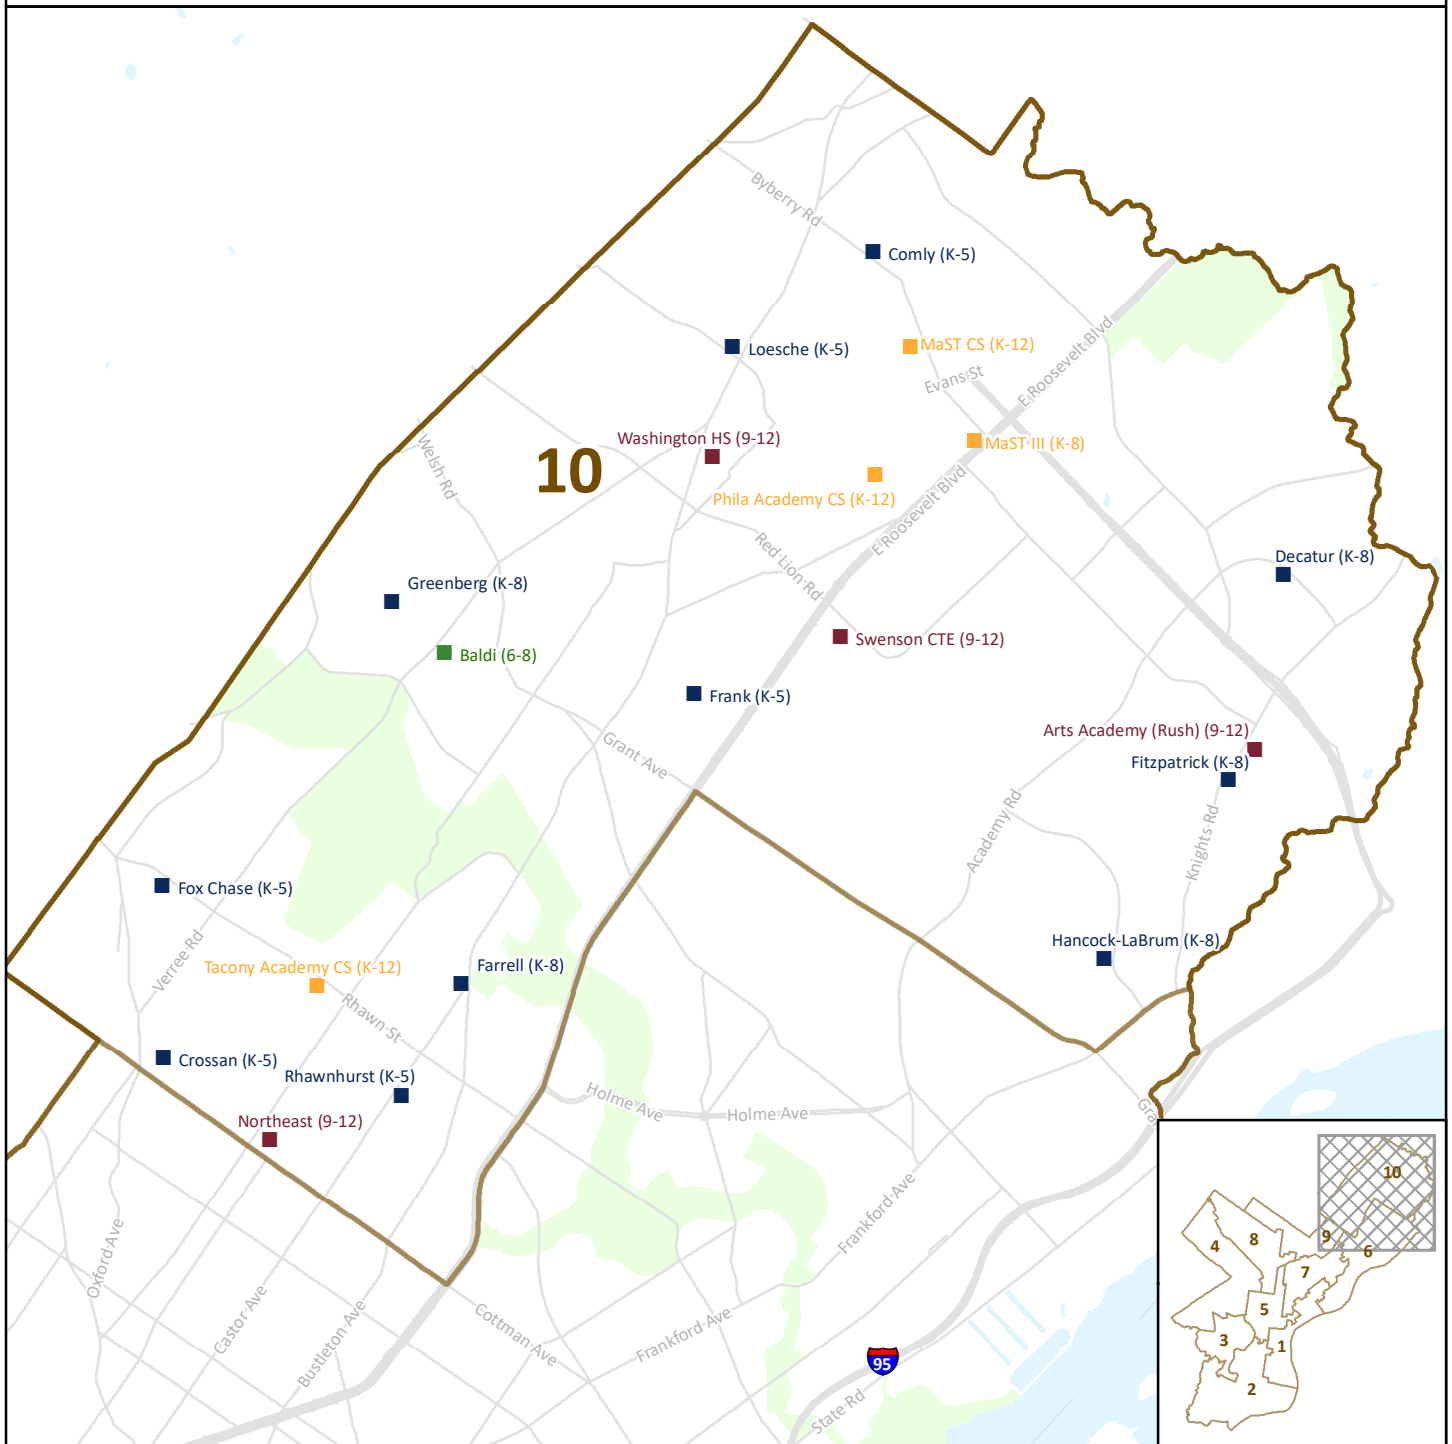 Byberry Rd
Comly (K-5)
Loesche (K-5)
MaST CS (K-12)
Evans St
E Roosevelt Blvd
Washington HS (9-12)
MaST III (K-8)
10
Welsh Rd
Phila Academy CS (K-12)
E Roosevelt Blvd
Red Lion Rd
Decatur (K-8)
Greenberg (K-8)
Baldi (6-8)
Swenson CTE (9-12)
Frank (K-5)
Arts Academy (Rush) (9-12)
Grant Ave
Fitzpatrick (K-8)
Academy Rd
Knights Rd
Fox Chase (K-5)
Verree Rd
Hancock-LaBrum (K-8)
Tacony Academy CS (K-12)
Farrell (K-8)
Rhawn St
Crossan (K-5)
Rhawnhurst (K-5)
Holme Ave
Holme Ave
Northeast (9-12)
Frankford Ave
Oxford Ave
Castor Ave
Bustleton Ave
Cottman Ave
Frankford Ave
95
State Rd
10
9
8
4
6
7
5
3
1
2